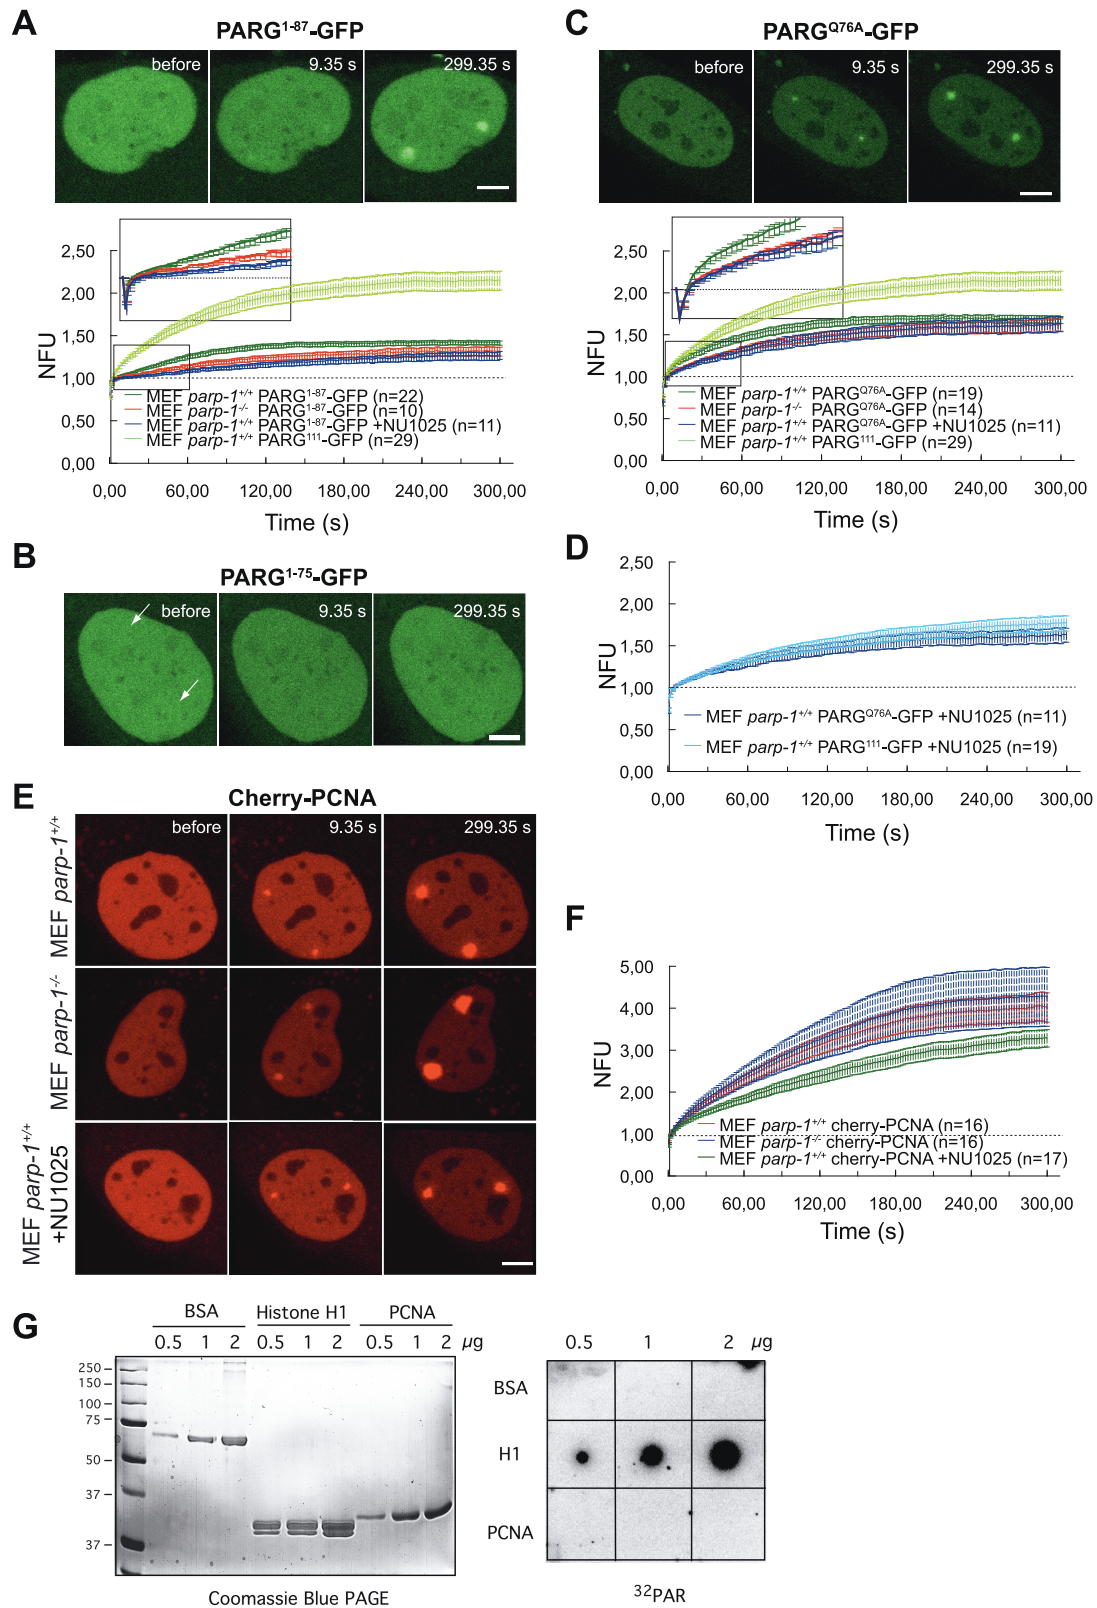 A
PARG1-87-GFP
before
9.35 s
299.35 s
NFU
2,50
2,00
1,50
1,00
0,50
0,00
MEF parp-1+/+ PARG1-87-GFP (n=22)
MEF parp-1-/- PARG1-87-GFP (n=10)
MEF parp-1+/+ PARG1-87-GFP +NU1025 (n=11)
MEF parp-1+/+ PARG111-GFP (n=29)
0,00 60,00 120,00 180,00 240,00 300,00
Time (s)
B
PARG1-75-GFP
before
9.35 s
299.35 s
C
PARGQ76A-GFP
before
9.35 s
299.35 s
NFU
2,50
2,00
1,50
1,00
0,50
0,00
MEF parp-1+/+ PARGQ76A-GFP (n=19)
MEF parp-1-/- PARGQ76A-GFP (n=14)
MEF parp-1+/+ PARGQ76A-GFP +NU1025 (n=11)
MEF parp-1+/+ PARG111-GFP (n=29)
0,00 60,00 120,00 180,00 240,00 300,00
Time (s)
D
NFU
2,50
2,00
1,50
1,00
0,50
0,00
MEF parp-1+/+ PARGQ76A-GFP +NU1025 (n=11)
MEF parp-1+/+ PARG111-GFP +NU1025 (n=19)
0,00 60,00 120,00 180,00 240,00 300,00
Time (s)
E
Cherry-PCNA
before
9.35 s
299.35 s
MEF parp-1+/+
MEF parp-1-/-
MEF parp-1+/+
+NU1025
F
NFU
5,00
4,00
3,00
2,00
1,00
0,00
MEF parp-1+/+ cherry-PCNA (n=16)
MEF parp-1-/- cherry-PCNA (n=16)
MEF parp-1+/+ cherry-PCNA +NU1025 (n=17)
0,00 60,00 120,00 180,00 240,00 300,00
Time (s)
G
BSA Histone H1 PCNA
0.5 1 2 0.5 1 2 0.5 1 2 µg
250
150
100
75
50
37
37
Coomassie Blue PAGE
0.5 1 2 µg
BSA
H1
PCNA
32PAR